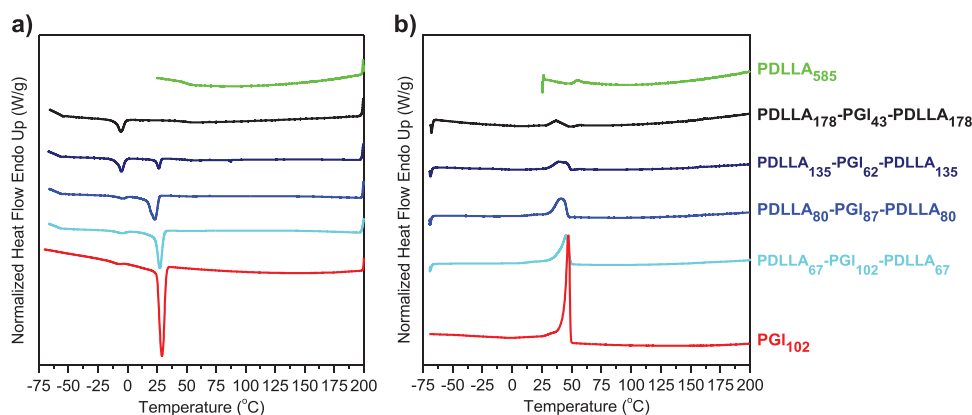 a)
Normalized Heat Flow Endo Up (W/g)
-75 -50 -25 0 25 50 75 100 125 150 175 200
Temperature (°C)
b)
Normalized Heat Flow Endo Up (W/g)
-75 -50 -25 0 25 50 75 100 125 150 175 200
Temperature (°C)
PDLLA585
PDLLA178-PGI43-PDLLA178
PDLLA135-PGI62-PDLLA135
PDLLA80-PGI87-PDLLA80
PDLLA67-PGI102-PDLLA67
PGI102